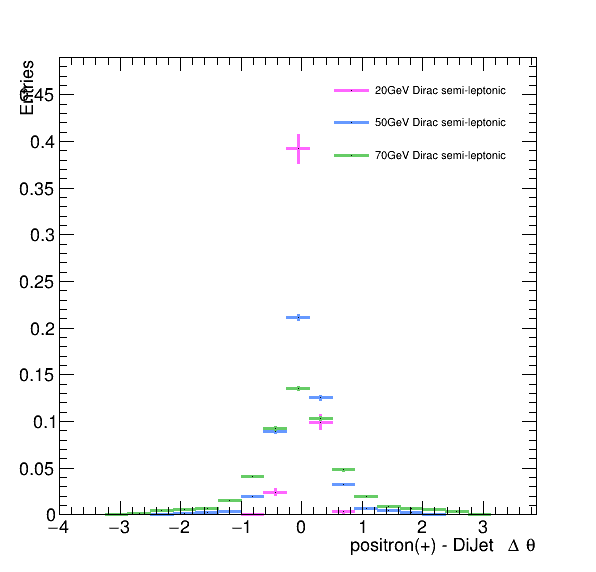 Entries
20GeV Dirac semi-leptonic
50GeV Dirac semi-leptonic
70GeV Dirac semi-leptonic
0.45
0.4
0.35
0.3
0.25
0.2
0.15
0.1
0.05
0
−4 −3 −2 −1 0 1 2 3
positron(+) - DiJet Δ θ